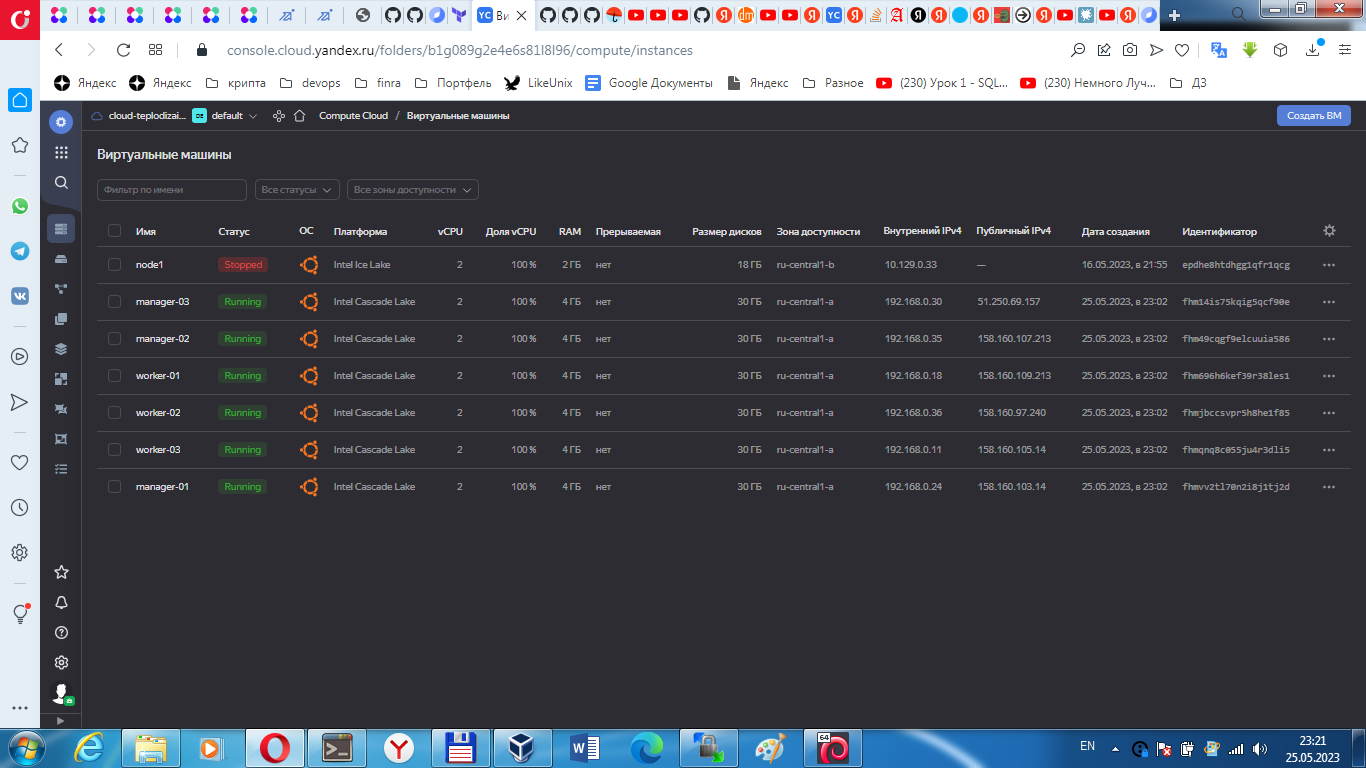 YC Ви
console.cloud.yandex.ru/folders/b1g089g2e4e6s81l8l96/compute/instances
Яндекс Яндекс крипта devops finra Портфель LikeUnix Google Документы Яндекс Разное (230) Урок 1 - SQL... (230) Немного Луч... ДЗ
cloud-teplodizai... DE default Compute Cloud / Виртуальные машины Создать ВМ
Виртуальные машины
Фильтр по имени Все статусы Все зоны доступности
Имя Статус ОС Платформа vCPU Доля vCPU RAM Прерываемая Размер дисков Зона доступности Внутренний IPv4 Публичный IPv4 Дата создания Идентификатор
node1 Stopped Intel Ice Lake 2 100 % 2 ГБ нет 18 ГБ ru-central1-b 10.129.0.33 — 16.05.2023, в 21:55 epdhe8htdhgg1qfr1qcg
manager-03 Running Intel Cascade Lake 2 100 % 4 ГБ нет 30 ГБ ru-central1-a 192.168.0.30 51.250.69.157 25.05.2023, в 23:02 fhm14is75kqig5qcf90e
manager-02 Running Intel Cascade Lake 2 100 % 4 ГБ нет 30 ГБ ru-central1-a 192.168.0.35 158.160.107.213 25.05.2023, в 23:02 fhm49cqgf9elcuuia586
worker-01 Running Intel Cascade Lake 2 100 % 4 ГБ нет 30 ГБ ru-central1-a 192.168.0.18 158.160.109.213 25.05.2023, в 23:02 fhm696h6kef39r38les1
worker-02 Running Intel Cascade Lake 2 100 % 4 ГБ нет 30 ГБ ru-central1-a 192.168.0.36 158.160.97.240 25.05.2023, в 23:02 fhmjbccsvpr5h8he1f85
worker-03 Running Intel Cascade Lake 2 100 % 4 ГБ нет 30 ГБ ru-central1-a 192.168.0.11 158.160.105.14 25.05.2023, в 23:02 fhmqnq8c055ju4r3dli5
manager-01 Running Intel Cascade Lake 2 100 % 4 ГБ нет 30 ГБ ru-central1-a 192.168.0.24 158.160.103.14 25.05.2023, в 23:02 fhmvv2tl70n2i8j1tj2d
EN 23:21
25.05.2023